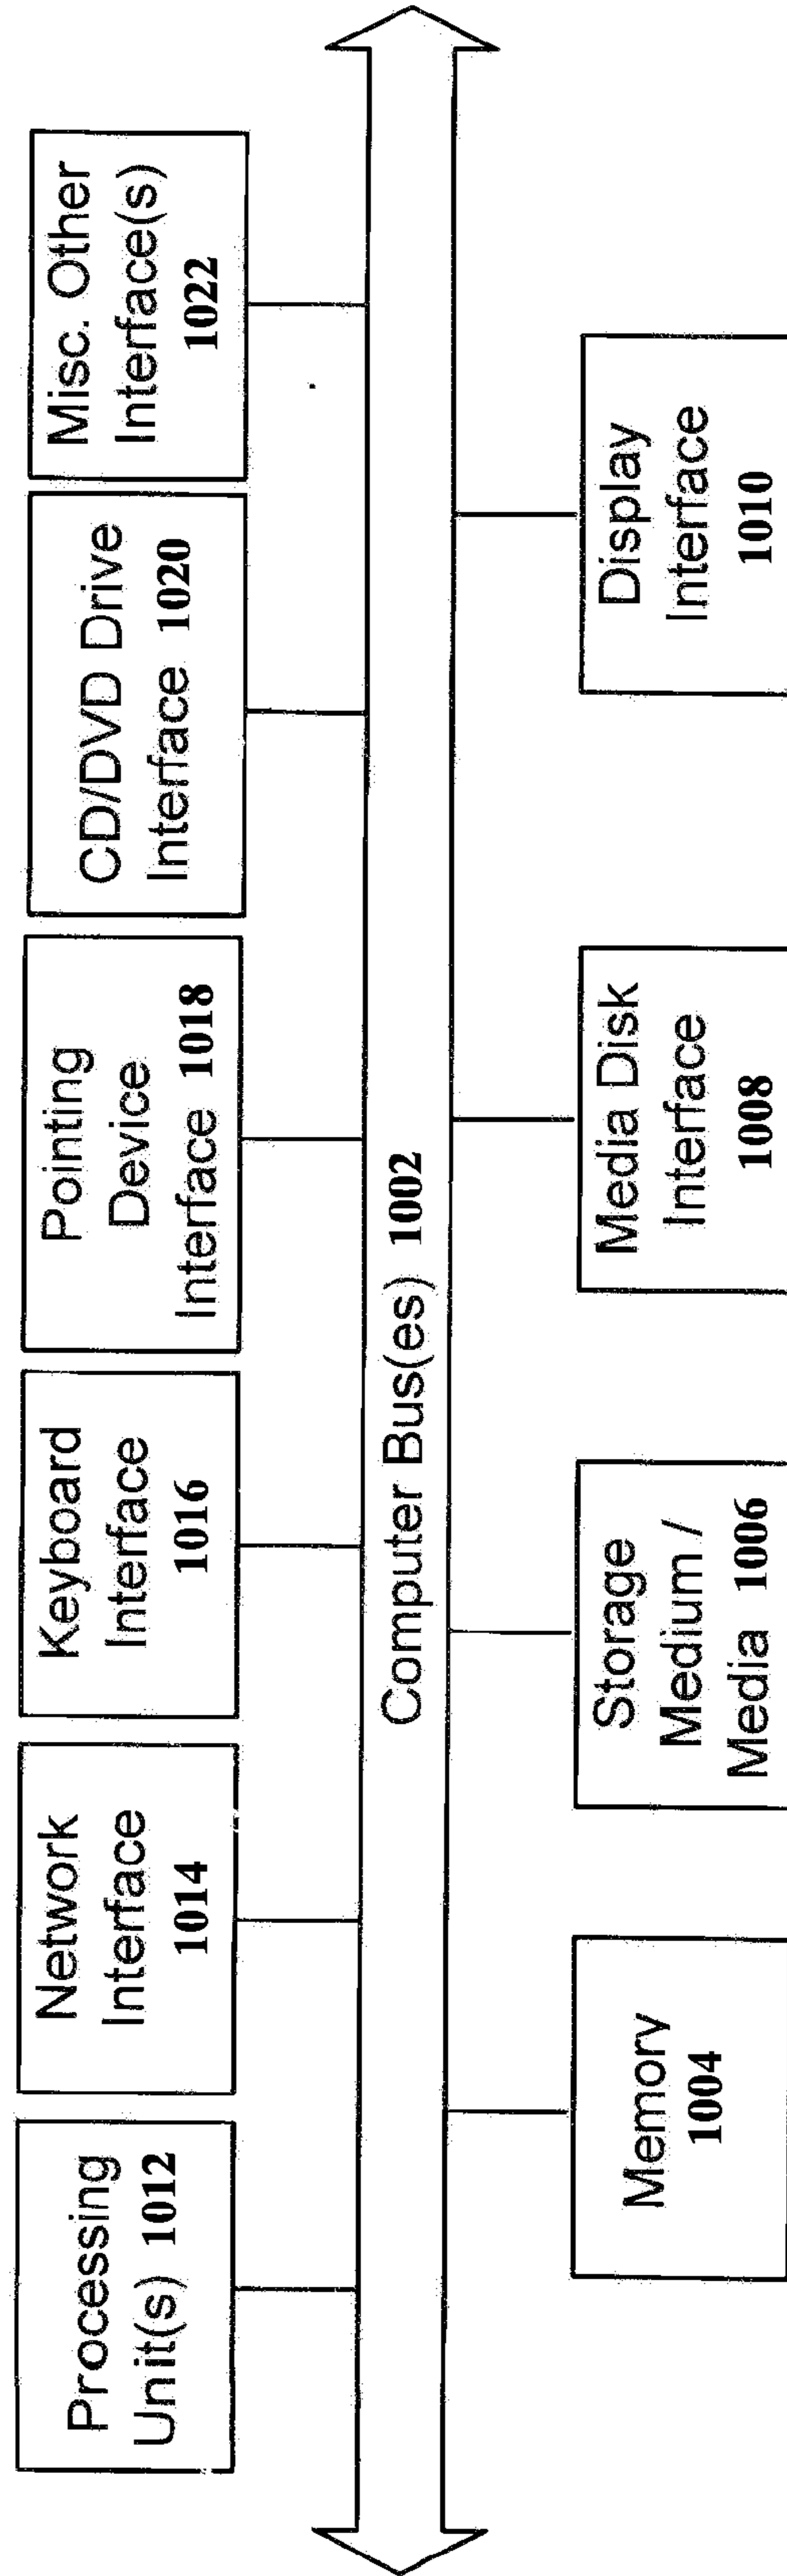 Processing
Unit(s) 1012
Network
Interface
1014
Keyboard
Interface
1016
Pointing
Device
Interface 1018
CD/DVD Drive
Interface 1020
Misc. Other
Interface(s)
1022
Computer Bus(es) 1002
Memory
1004
Storage
Medium /
Media 1006
Media Disk
Interface
1008
Display
Interface
1010